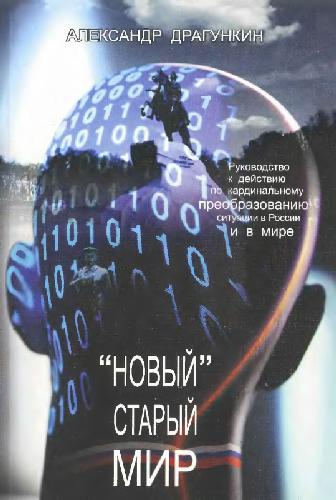 АЛЕКСАНДР ДРАГУНКИН
Руководство
к действию
по кардинальному
преобразованию
ситуации в России
и в мире
“НОВЫЙ”
СТАРЫЙ
МИР